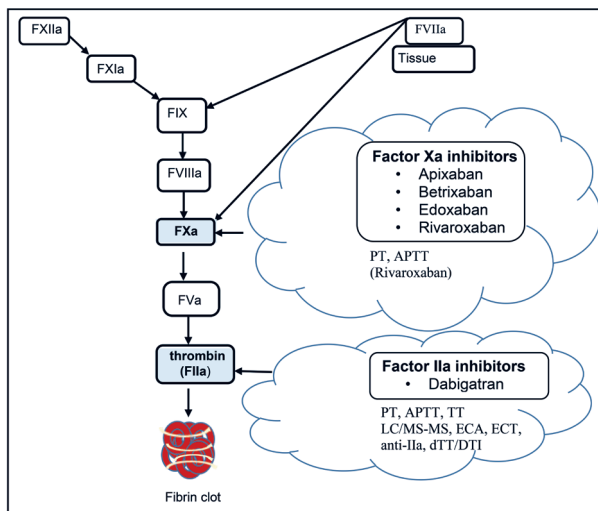 FXIIa
FVIIa
Tissue
FXIa
FIX
FVIIIa
FXa
FVa
thrombin
(FIIa)
Fibrin clot
Factor Xa inhibitors
• Apixaban
• Betrixaban
• Edoxaban
• Rivaroxaban
PT, APTT
(Rivaroxaban)
Factor IIa inhibitors
• Dabigatran
PT, APTT, TT
LC/MS-MS, ECA, ECT,
anti-IIa, dTT/DTI